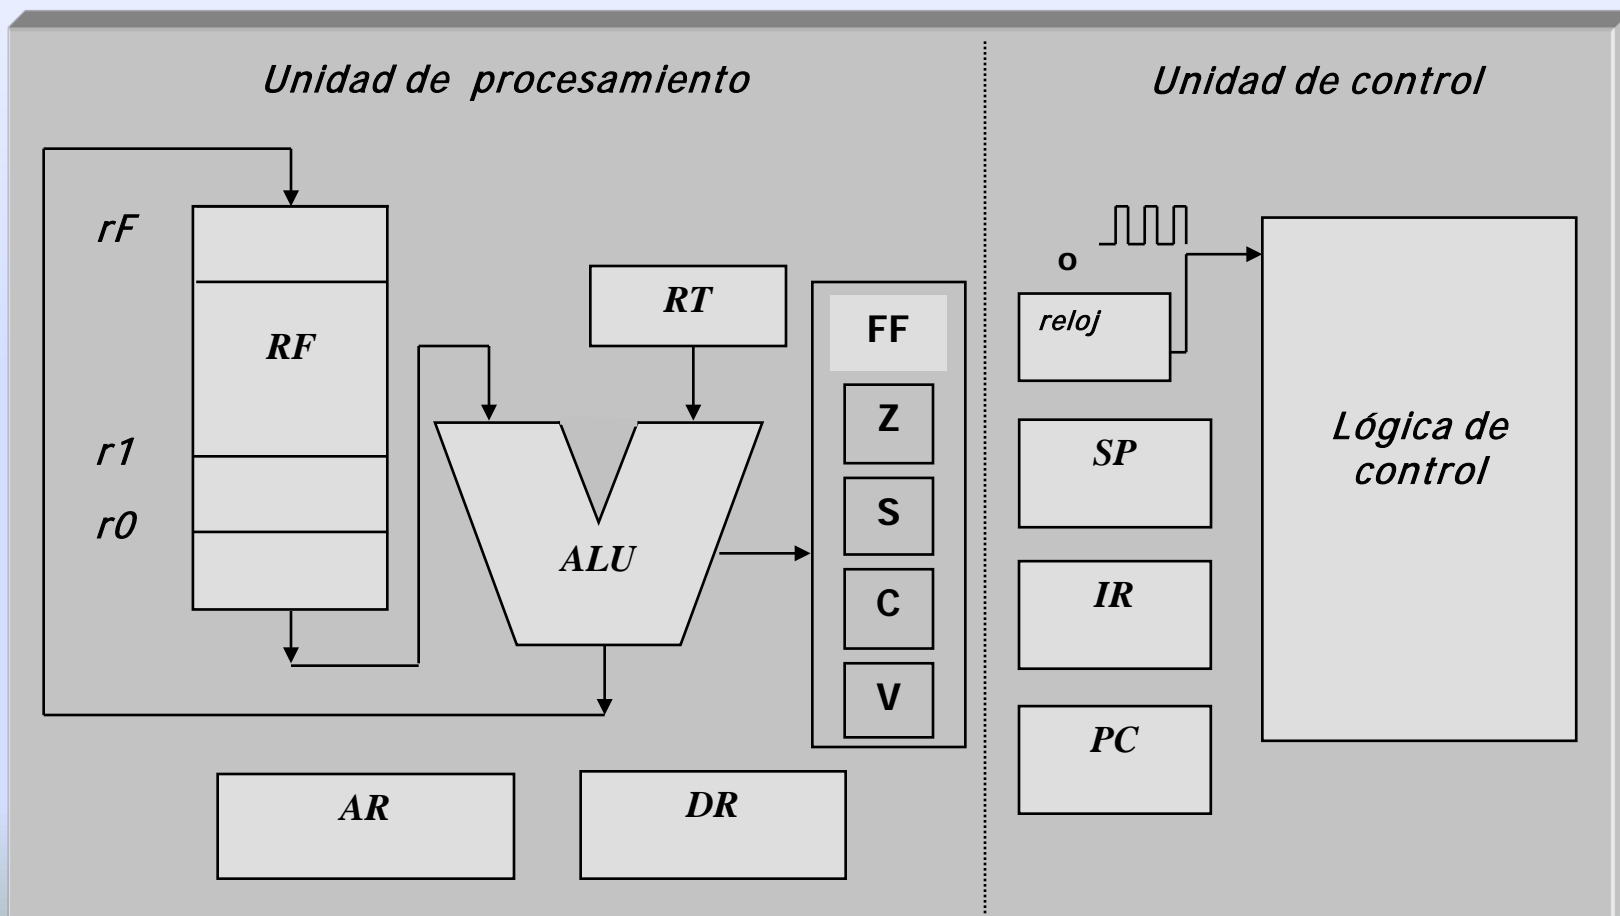 Unidad de procesamiento
Unidad de control
rF
RF
r1
r0
RT
ALU
FF
Z
S
C
V
AR
DR
o
reloj
SP
IR
PC
Lógica de
control